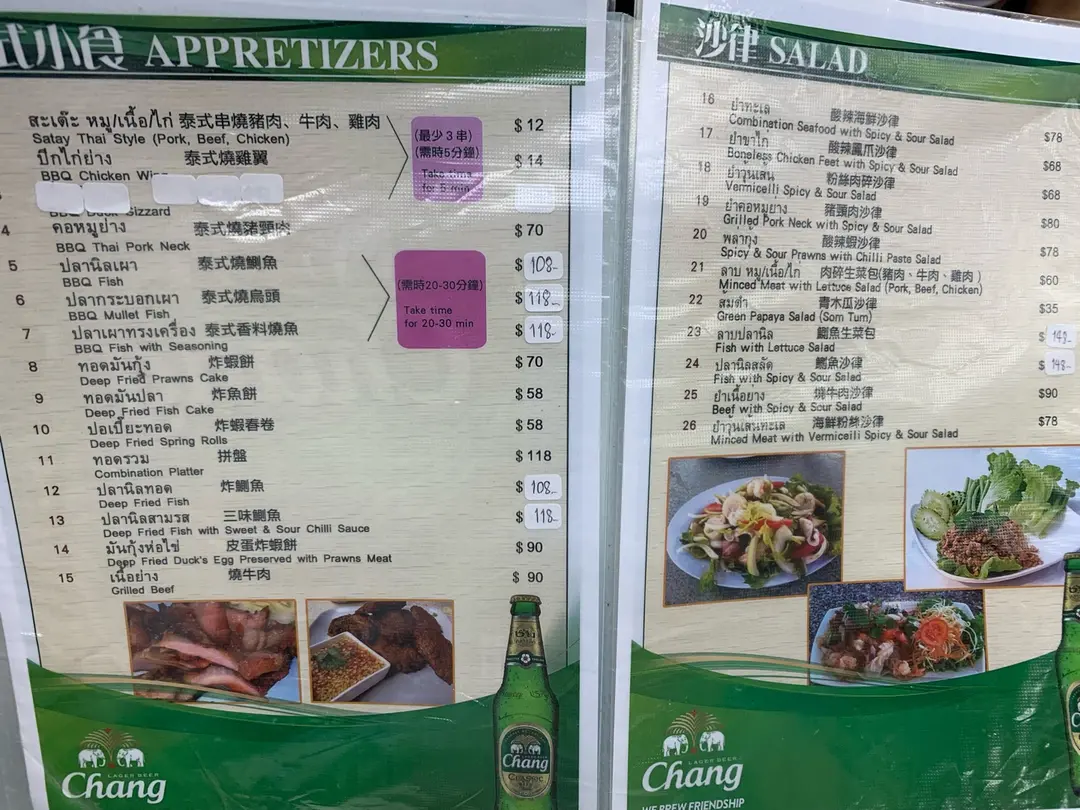 式小食 APPRETIZERS
สะเต๊ะ หมู/เนื้อ/ไก่ 泰式串燒豬肉、牛肉、雞肉 $ 12
Satay Thai Style (Pork, Beef, Chicken)
(最少3串)
(需時5分鐘)
Take time
for 5 min
ปีกไก่ย่าง 泰式燒雞翼 $ 14
BBQ Chicken Wing
BBQ Duck Gizzard
4 คอหมูย่าง 泰式燒豬頸肉 $ 70
BBQ Thai Pork Neck
5 ปลานิลเผา 泰式燒鯽魚 $ 108-
BBQ Fish
(需時20-30分鐘)
Take time
for 20-30 min
6 ปลากระบอกเผา 泰式燒烏頭 $ 118-
BBQ Mullet Fish
7 ปลาเผาทรงเครื่อง 泰式香料燒魚 $ 118-
BBQ Fish with Seasoning
8 ทอดมันกุ้ง 炸蝦餅 $ 70
Deep Fried Prawns Cake
9 ทอดมันปลา 炸魚餅 $ 58
Deep Fried Fish Cake
10 ปอเปี๊ยะทอด 炸蝦春卷 $ 58
Deep Fried Spring Rolls
11 ทอดรวม 拼盤 $ 118
Combination Platter
12 ปลานิลทอด 炸鯽魚 $ 108-
Deep Fried Fish
13 ปลานิลสามรส 三味鯽魚 $ 118-
Deep Fried Fish with Sweet & Sour Chilli Sauce
14 มันกุ้งห่อไข่ 皮蛋炸蝦餅 $ 90
Deep Fried Duck's Egg Preserved with Prawns Meat
15 เนื้อย่าง 燒牛肉 $ 90
Grilled Beef
LAGER BEER
Chang
Chang
CLASSIC
沙律 SALAD
16 ยำทะเล 酸辣海鮮沙律 $78
Combination Seafood with Spicy & Sour Salad
17 ยำขาไก่ 酸辣鳳爪沙律 $68
Boneless Chicken Feet with Spicy & Sour Salad
18 ยำวุ้นเส้น 粉絲肉碎沙律 $68
Vermicelli Spicy & Sour Salad
19 ยำคอหมูยาง 豬頸肉沙律 $80
Grilled Pork Neck with Spicy & Sour Salad
20 พล่ากุ้ง 酸辣蝦沙律 $78
Spicy & Sour Prawns with Chilli Paste Salad
21 ลาบ หมู/เนื้อ/ไก่ 肉碎生菜包(豬肉、牛肉、雞肉) $60
Minced Meat with Lettuce Salad (Pork, Beef, Chicken)
22 สมตำ 青木瓜沙律 $35
Green Papaya Salad (Som Tum)
23 ลาบปลานิล 鯽魚生菜包 $ 148-
Fish with Lettuce Salad
24 ปลานิลสลัด 鯽魚沙律 $ 148-
Fish with Spicy & Sour Salad
25 ยำเนื้อยาง 燒牛肉沙律 $90
Beef with Spicy & Sour Salad
26 ยำวุ้นเส้นทะเล 海鮮粉絲沙律 $78
Minced Meat with Vermiceili Spicy & Sour Salad
LAGER BEER
Chang
WE BREW FRIENDSHIP